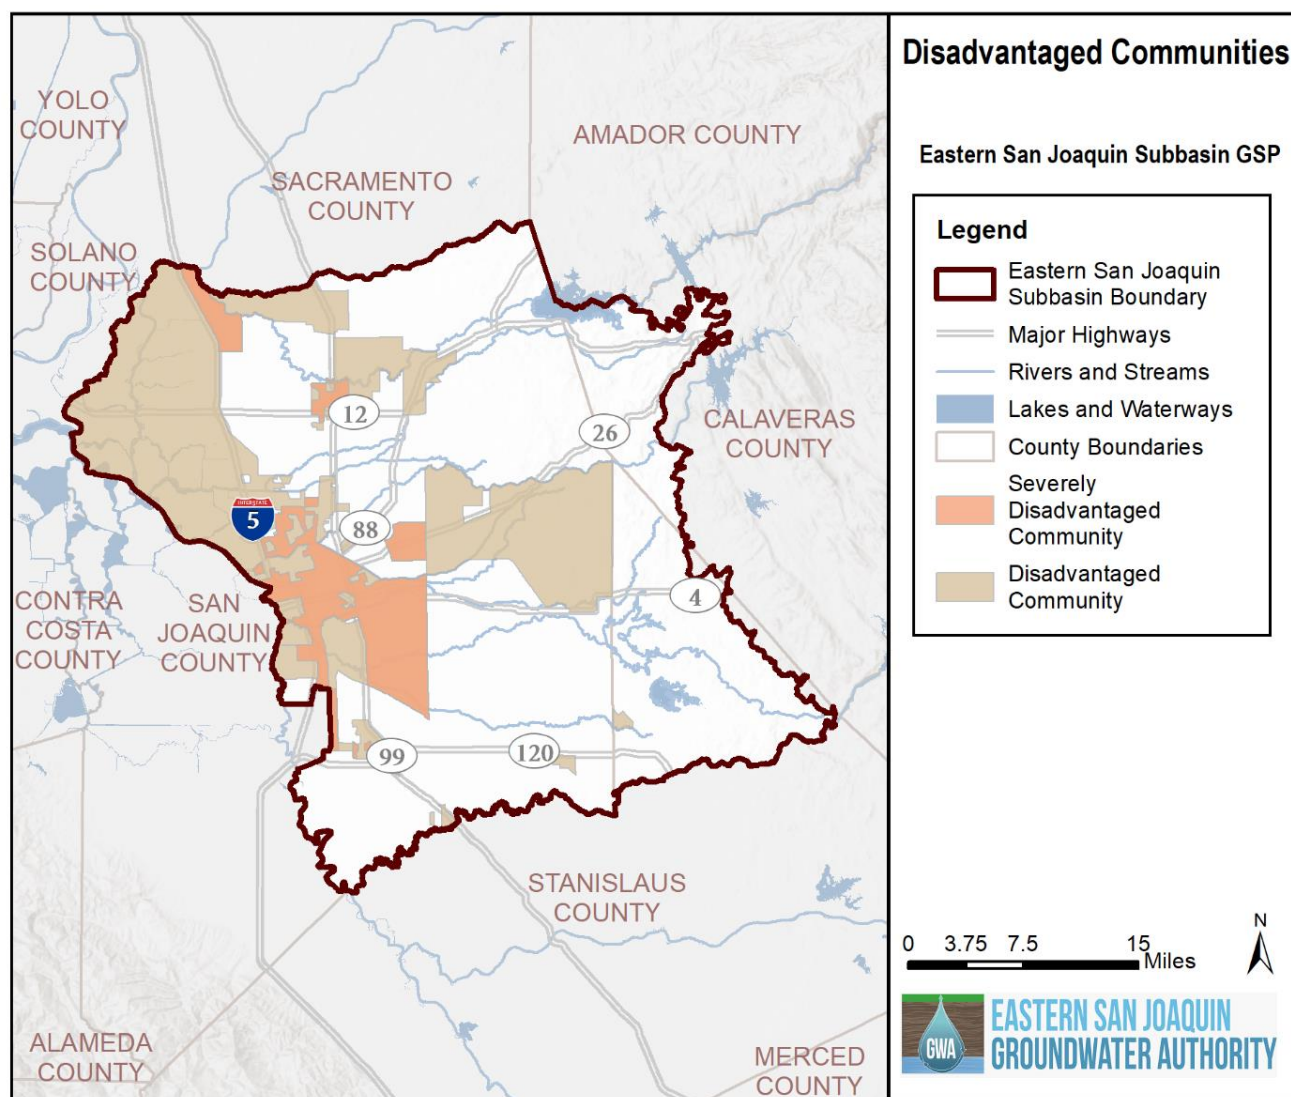 Disadvantaged Communities
Eastern San Joaquin Subbasin GSP
Legend
Eastern San Joaquin
Subbasin Boundary
Major Highways
Rivers and Streams
Lakes and Waterways
County Boundaries
Severely
Disadvantaged
Community
Disadvantaged
Community
YOLO
COUNTY
AMADOR COUNTY
SACRAMENTO
COUNTY
SOLANO
COUNTY
12
26
CALAVERAS
COUNTY
INTERSTATE
5
88
4
CONTRA
COSTA
COUNTY
SAN
JOAQUIN
COUNTY
99
120
STANISLAUS
COUNTY
ALAMEDA
COUNTY
MERCED
COUNTY
N
0 3.75 7.5 15
Miles
GWA
EASTERN SAN JOAQUIN
GROUNDWATER AUTHORITY